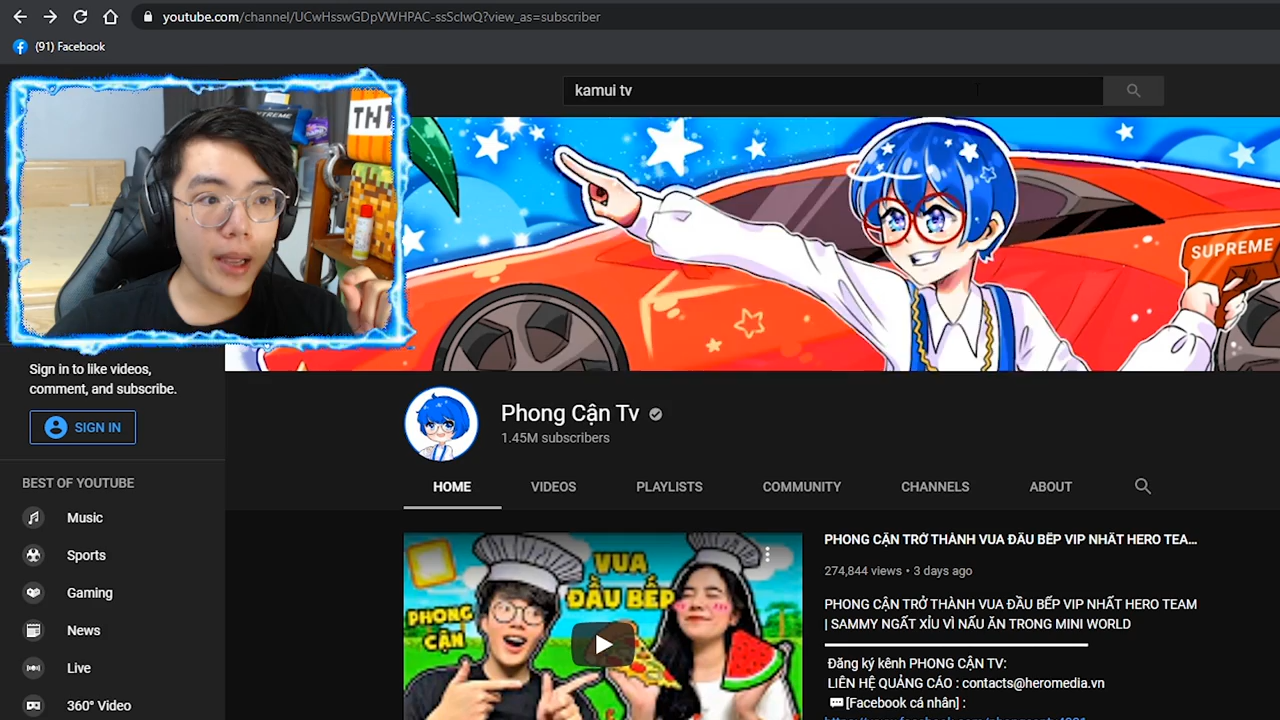 youtube.com/channel/UCwHsswGDpVWHPAC-ssSclwQ?view_as=subscriber
(91) Facebook
kamui tv
TNT
SUPREME
Sign in to like videos,
comment, and subscribe.
SIGN IN
Phong Cận Tv
1.45M subscribers
HOME VIDEOS PLAYLISTS COMMUNITY CHANNELS ABOUT
BEST OF YOUTUBE
Music
Sports
Gaming
News
Live
360° Video
VUA
ĐẦU BẾP
PHONG
CẬN
PHONG CẬN TRỞ THÀNH VUA ĐẦU BẾP VIP NHẤT HERO TEA...
274,844 views • 3 days ago
PHONG CẬN TRỞ THÀNH VUA ĐẦU BẾP VIP NHẤT HERO TEAM
| SAMMY NGẤT XỈU VÌ NẤU ĂN TRONG MINI WORLD
Đăng ký kênh PHONG CẬN TV:
LIÊN HỆ QUẢNG CÁO : contacts@heromedia.vn
[Facebook cá nhân] :